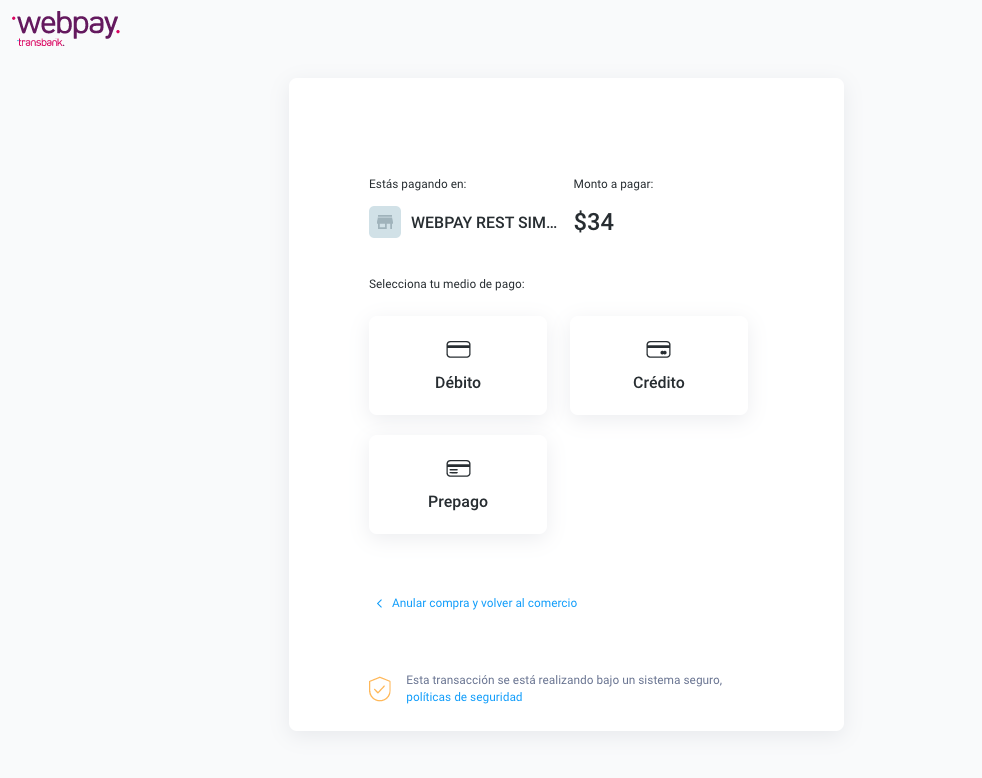 webpay.
transbank.
Estás pagando en:
Monto a pagar:
WEBPAY REST SIM...
$34
Selecciona tu medio de pago:
Débito
Crédito
Prepago
Anular compra y volver al comercio
Esta transacción se está realizando bajo un sistema seguro,
políticas de seguridad